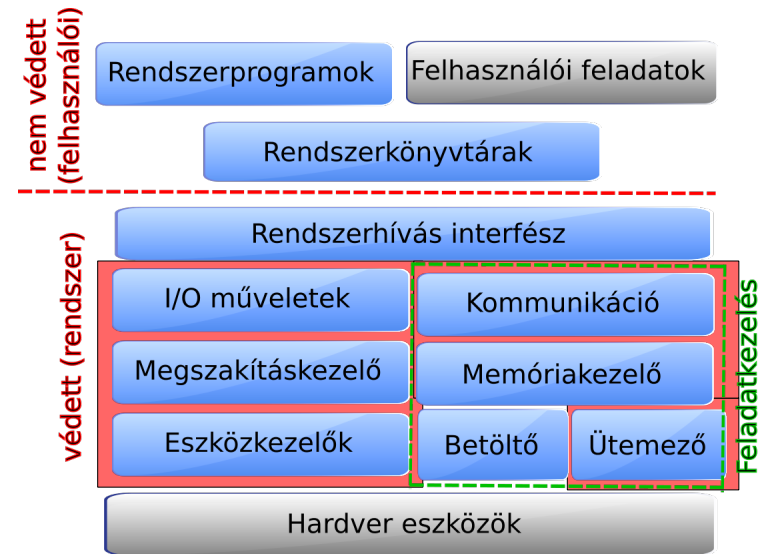 nem védett
(felhasználói)
Rendszerprogramok
Felhasználói feladatok
Rendszerkönyvtárak
védett (rendszer)
Rendszerhívás interfész
I/O műveletek
Kommunikáció
Megszakításkezelő
Memóriakezelő
Eszközkezelők
Betöltő
Ütemező
Feladatkezelés
Hardver eszközök